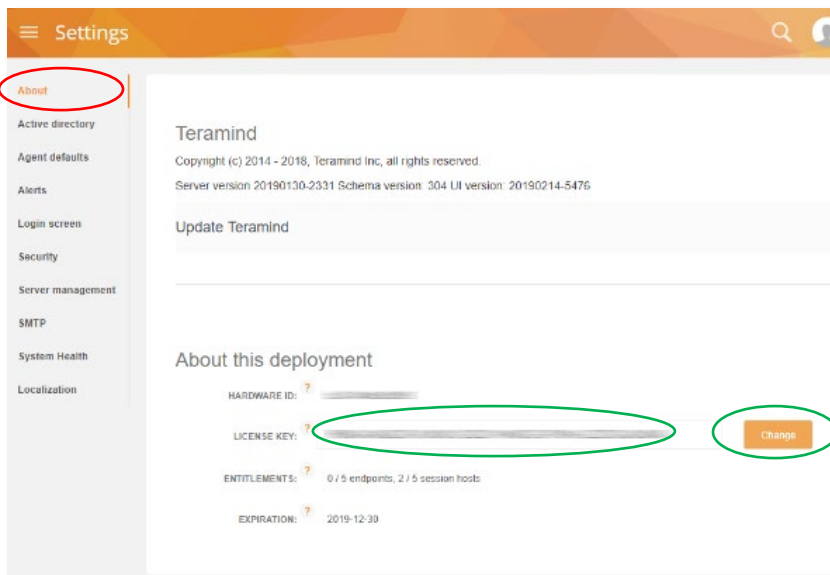 Settings
About
Active directory
Agent defaults
Alerts
Login screen
Security
Server management
SMTP
System Health
Localization
Teramind
Copyright (c) 2014 - 2018, Teramind Inc, all rights reserved.
Server version 20190130-2331 Schema version: 304 UI version: 20190214-5476
Update Teramind
About this deployment
HARDWARE ID: ?
LICENSE KEY: ? Change
ENTITLEMENTS: ? 0 / 5 endpoints, 2 / 5 session hosts
EXPIRATION: ? 2019-12-30